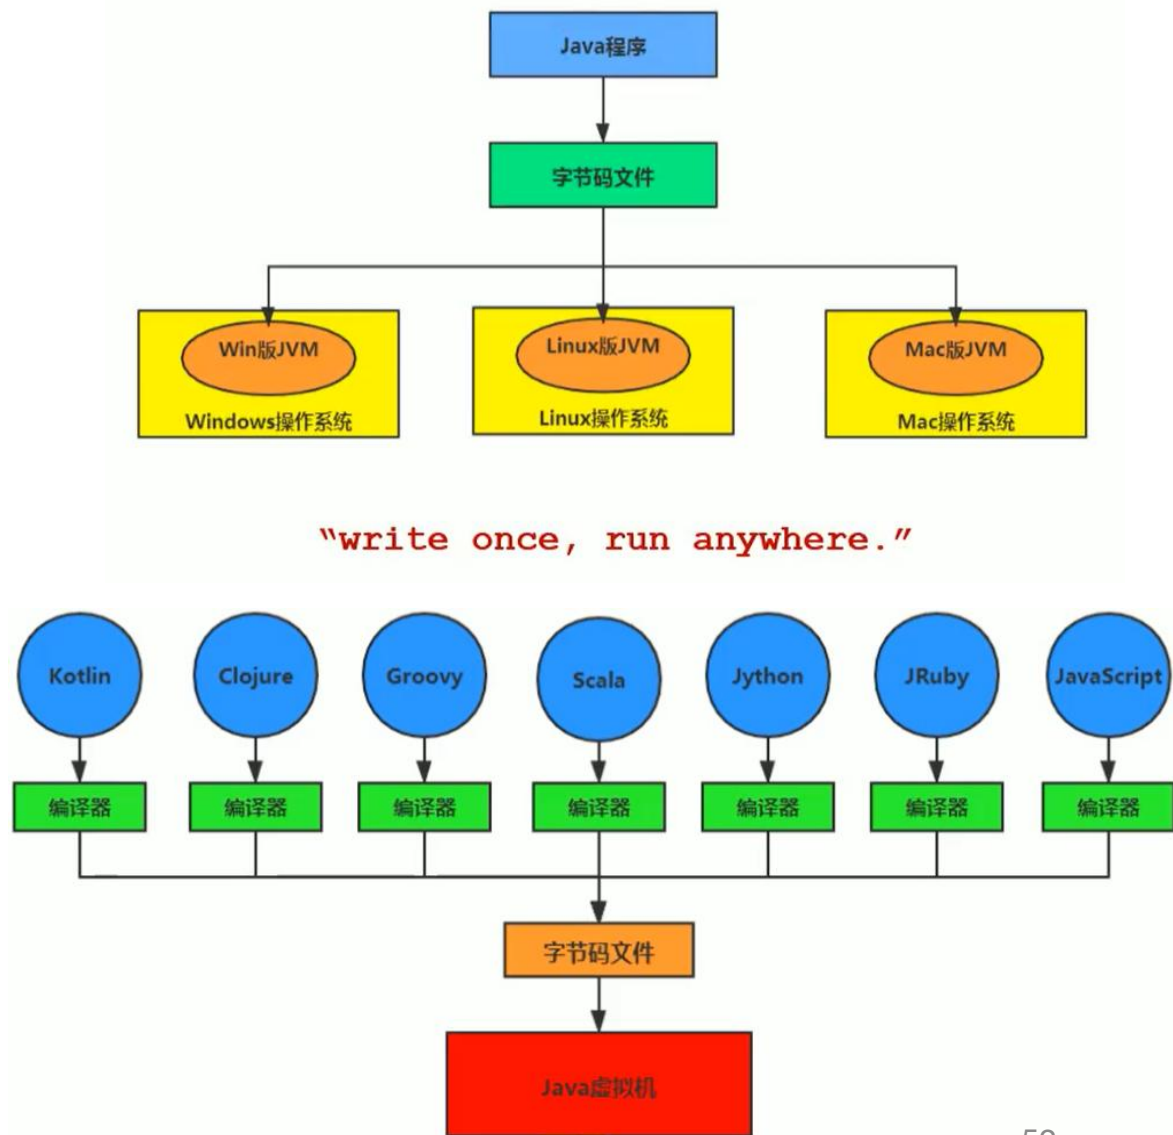 Java程序
字节码文件
Win版JVM
Linux版JVM
Mac版JVM
Windows操作系统
Linux操作系统
Mac操作系统
“write once, run anywhere.”
Kotlin
Clojure
Groovy
Scala
Jython
JRuby
JavaScript
编译器
编译器
编译器
编译器
编译器
编译器
编译器
字节码文件
Java虚拟机